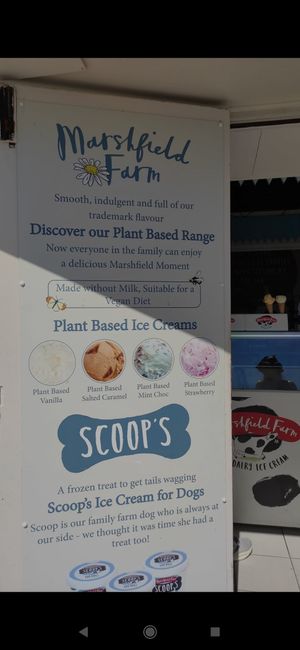 Marshfield
Farm
Smooth, indulgent and full of our
trademark flavour
Discover our Plant Based Range
Now everyone in the family can enjoy
a delicious Marshfield Moment
Made without Milk, Suitable for a
Vegan Diet
Plant Based Ice Creams
Plant Based
Vanilla
Plant Based
Salted Caramel
Plant Based
Mint Choc
Plant Based
Strawberry
SCOOP'S
A frozen treat to get tails wagging
Scoop's Ice Cream for Dogs
Scoop is our family farm dog who is always at
our side - we thought it was time she had a
treat too!
SCOOP'S
SCOOP'S
SCOOP'S
rshfield Farm
DAIRY ICE CREAM